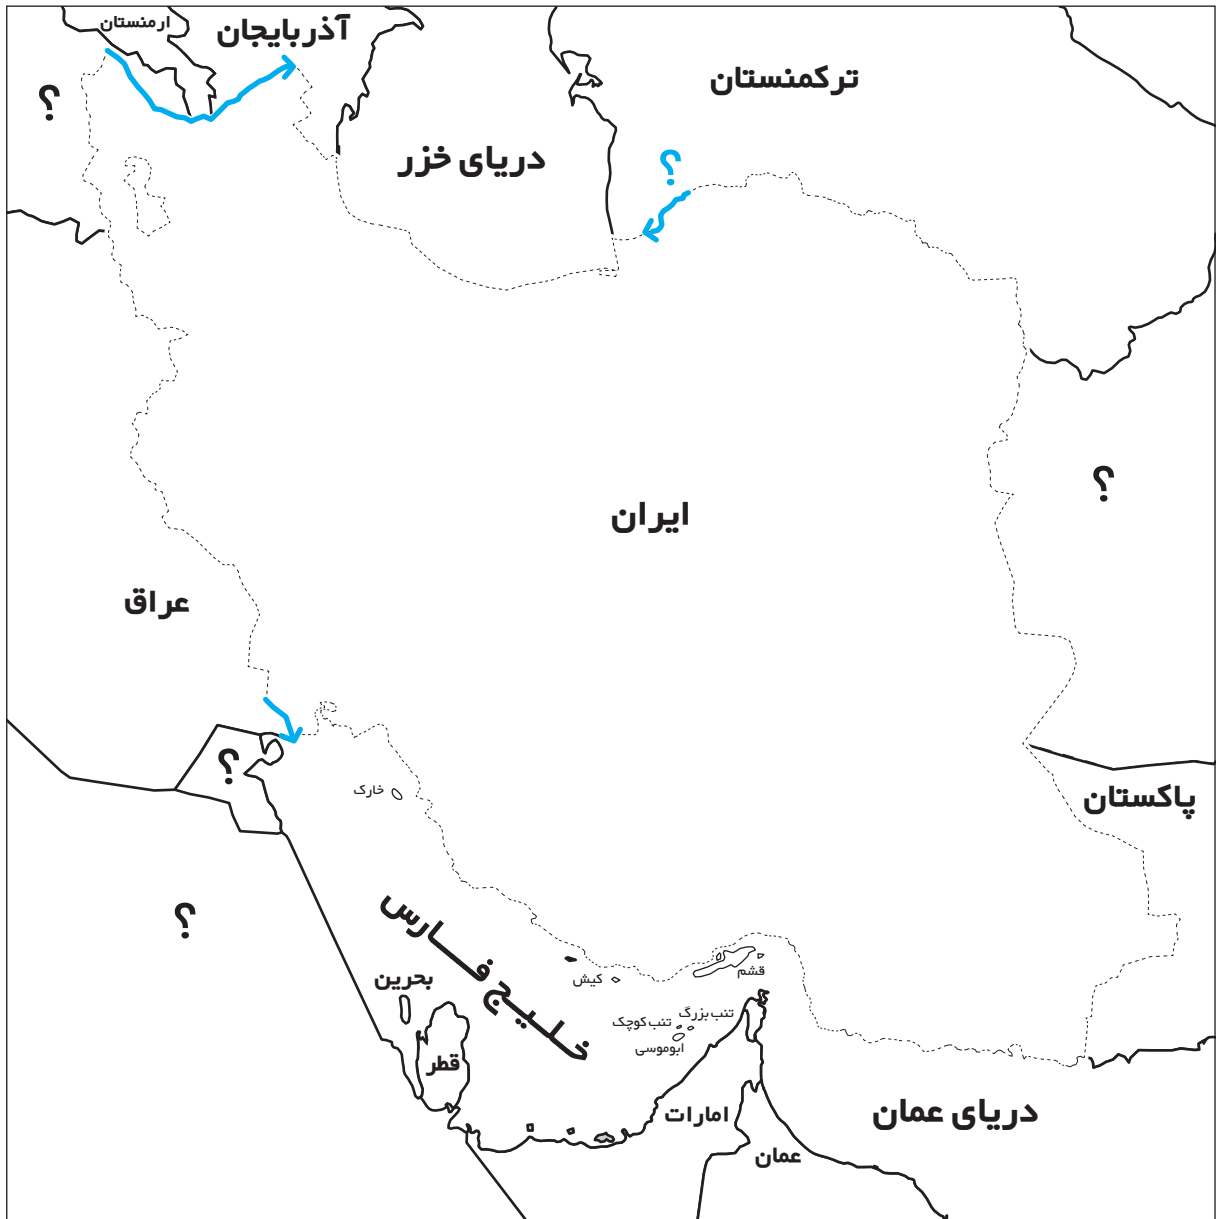 ارمنستان
آذربایجان
ترکمنستان
؟
دریای خزر
؟
؟
ایران
عراق
؟
خارک
پاکستان
؟
خلیج فارس
بحرین
قشم
کیش
تنب بزرگ
تنب کوچک
ابوموسی
قطر
امارات
دریای عمان
عمان